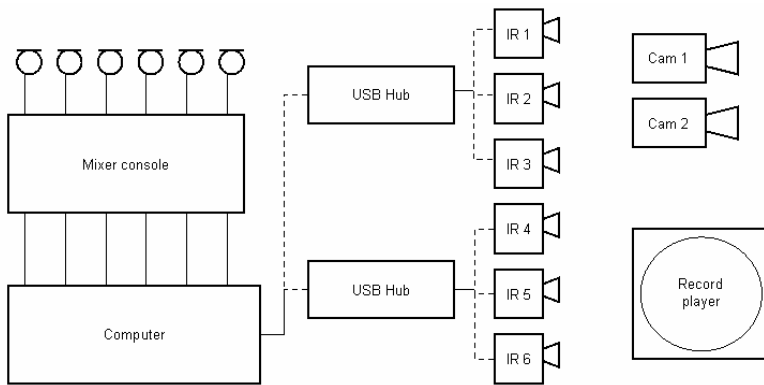 IR 1
Cam 1
USB Hub
IR 2
Cam 2
Mixer console
IR 3
IR 4
USB Hub
IR 5
Record
player
Computer
IR 6